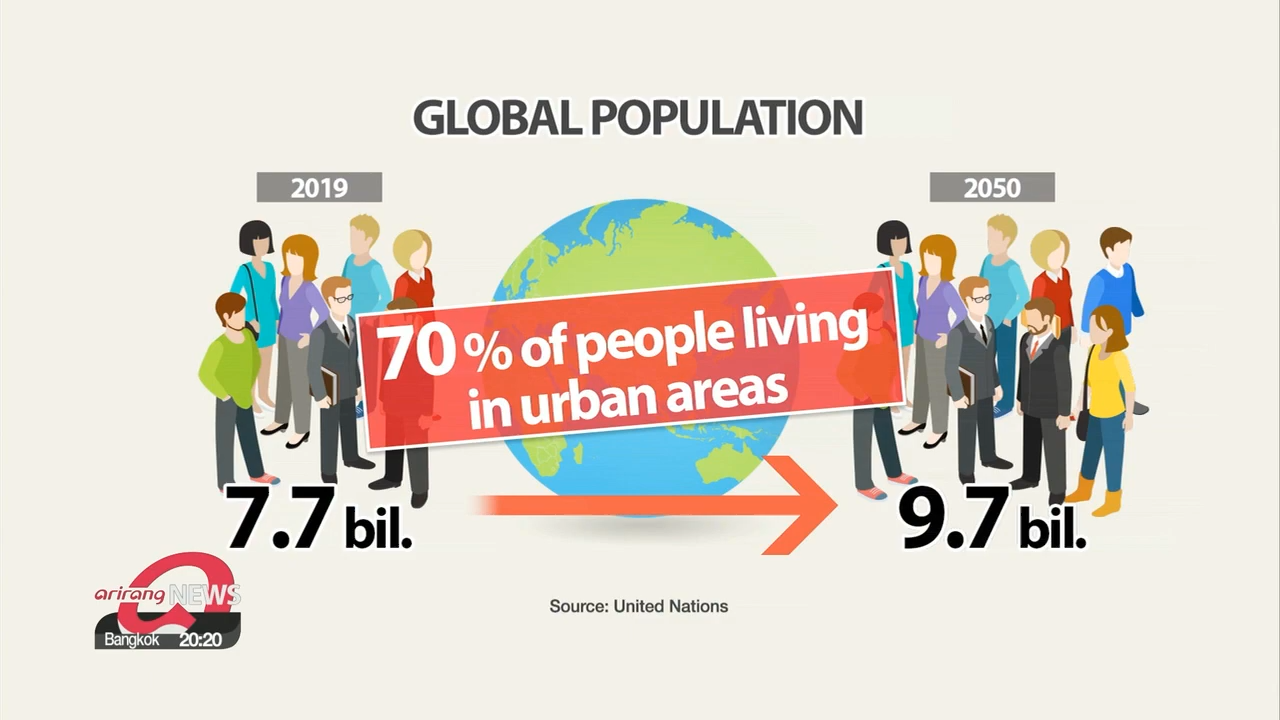 GLOBAL POPULATION
2019
2050
70% of people living
in urban areas
7.7 bil.
9.7 bil.
arirang NEWS
Bangkok 20:20
Source: United Nations